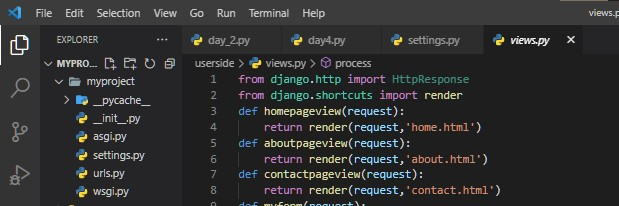 File Edit Selection View Go Run Terminal Help views.p
EXPLORER ...
day_2.py day4.py settings.py views.py
MYPRO...
userside > views.py > process
myproject
__pycache__
__init__.py
asgi.py
settings.py
urls.py
wsgi.py
1 from django.http import HttpResponse
2 from django.shortcuts import render
3 def homepageview(request):
4 return render(request,'home.html')
5 def aboutpageview(request):
6 return render(request,'about.html')
7 def contactpageview(request):
8 return render(request,'contact.html')
9 def myform(request):